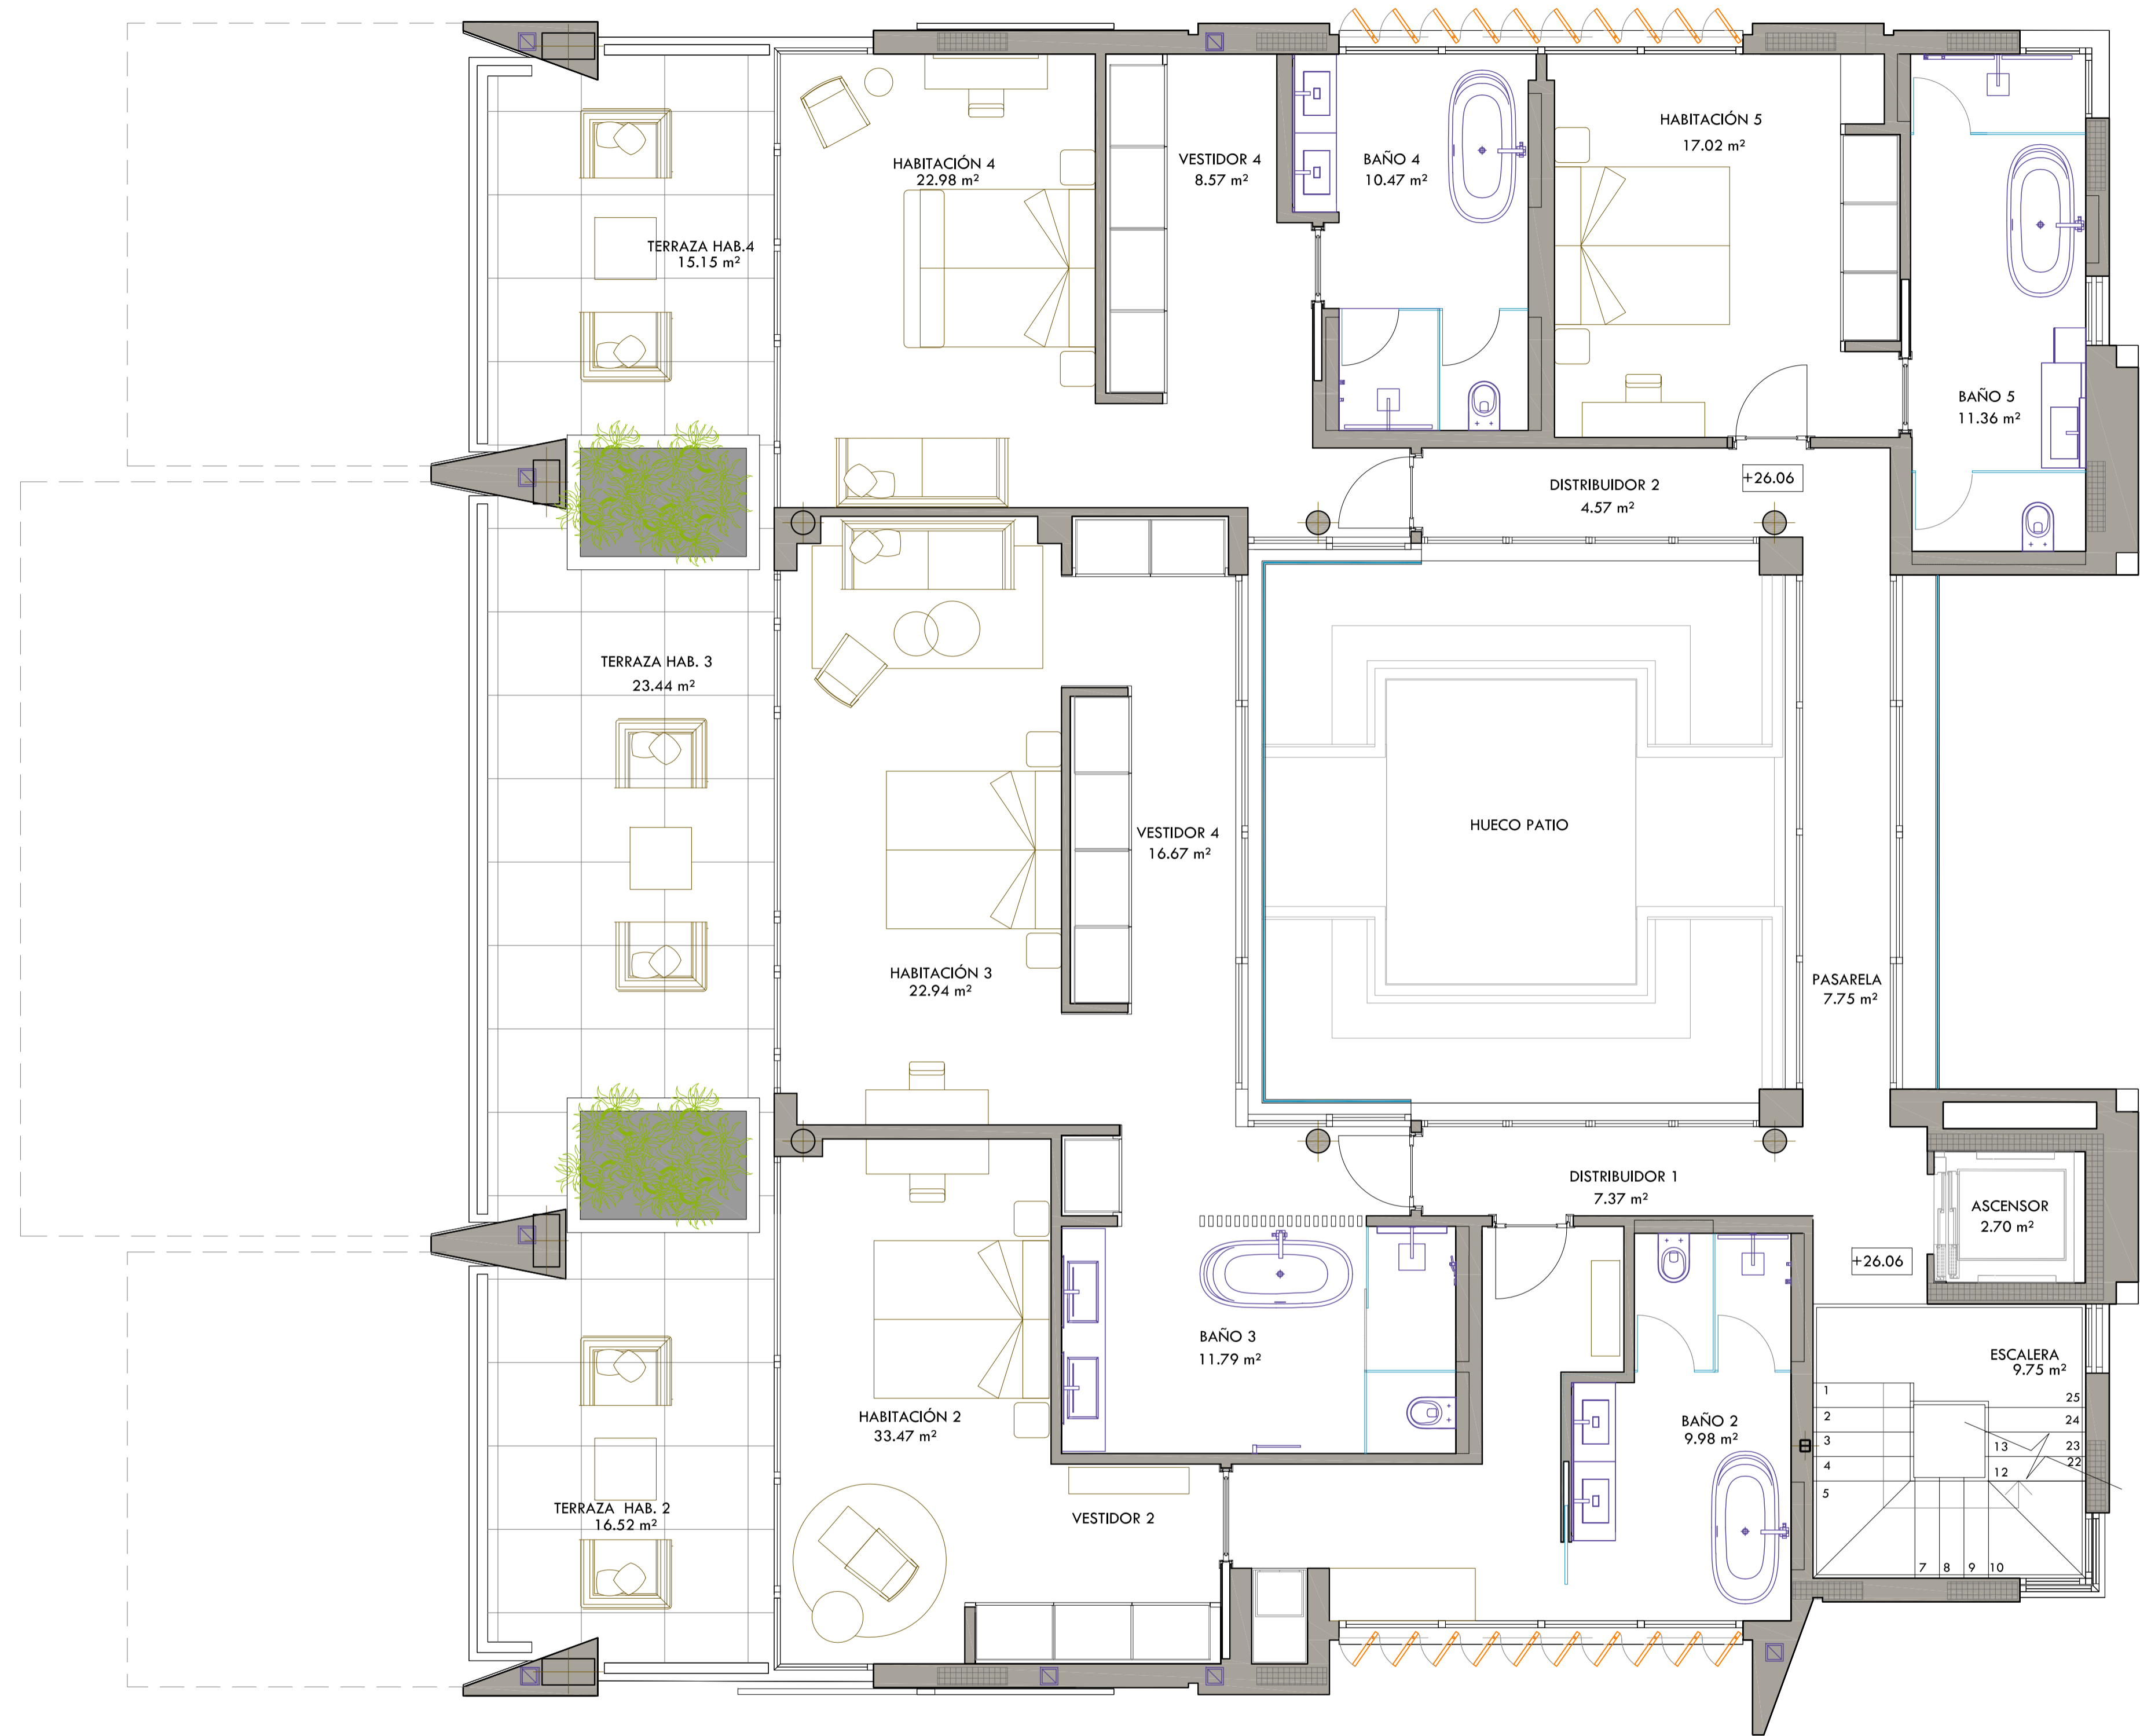 HABITACIÓN 4
22.98 m²
VESTIDOR 4
8.57 m²
BAÑO 4
10.47 m²
HABITACIÓN 5
17.02 m²
TERRAZA HAB.4
15.15 m²
BAÑO 5
11.36 m²
DISTRIBUIDOR 2
4.57 m²
+26.06
TERRAZA HAB. 3
23.44 m²
VESTIDOR 4
16.67 m²
HUECO PATIO
HABITACIÓN 3
22.94 m²
PASARELA
7.75 m²
DISTRIBUIDOR 1
7.37 m²
ASCENSOR
2.70 m²
+26.06
BAÑO 3
11.79 m²
ESCALERA
9.75 m²
HABITACIÓN 2
33.47 m²
BAÑO 2
9.98 m²
1
2
3
4
5
7
8
9
10
12
13
22
23
24
25
TERRAZA HAB. 2
16.52 m²
VESTIDOR 2